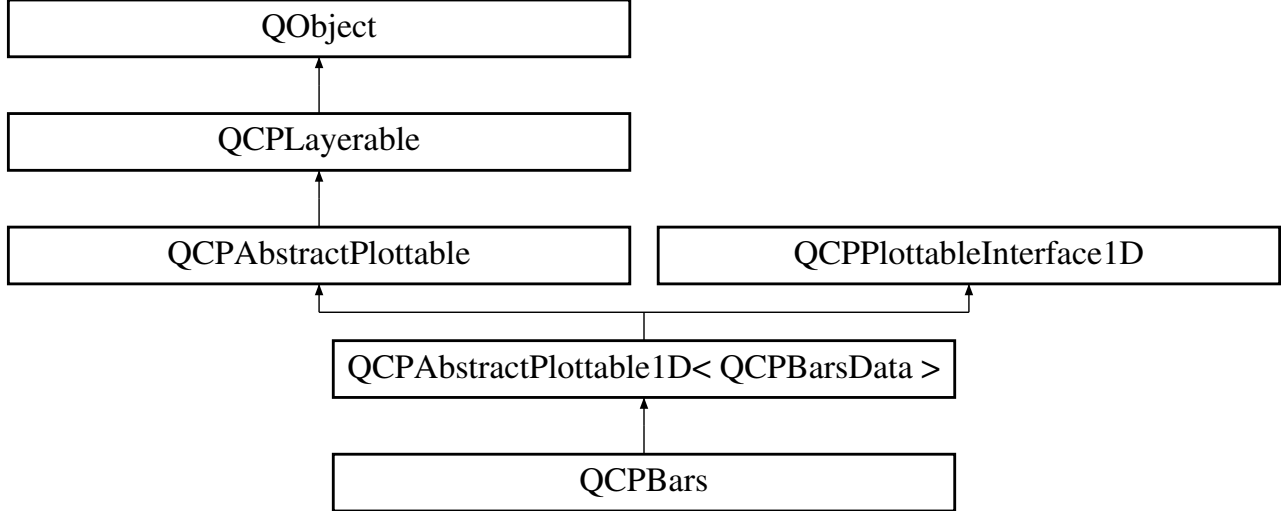 QObject
QCPLayerable
QCPAbstractPlottable
QCPPlottableInterface1D
QCPAbstractPlottable1D< QCPBarsData >
QCPBars